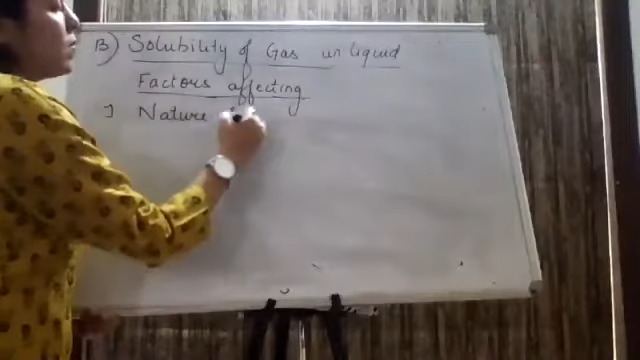 B) Solubility of Gas in liquid
Factors affecting
1 Nature